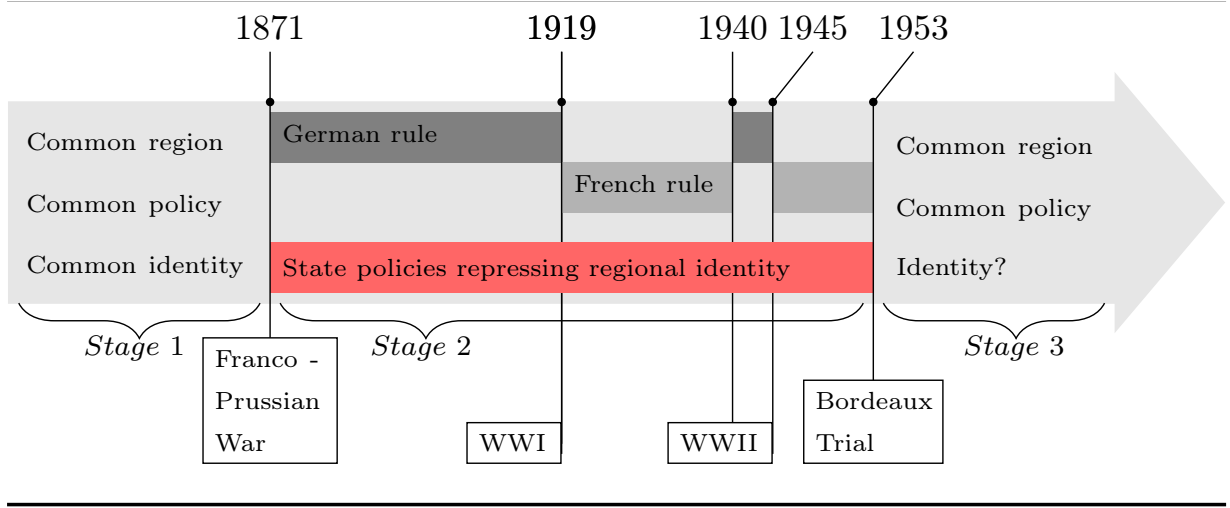 1871
1919
1940
1945
1953
German rule
French rule
Common region
Common policy
Common identity
State policies repressing regional identity
Common region
Common policy
Identity?
Stage 1
Stage 2
Stage 3
Franco -
Prussian
War
WWI
WWII
Bordeaux
Trial